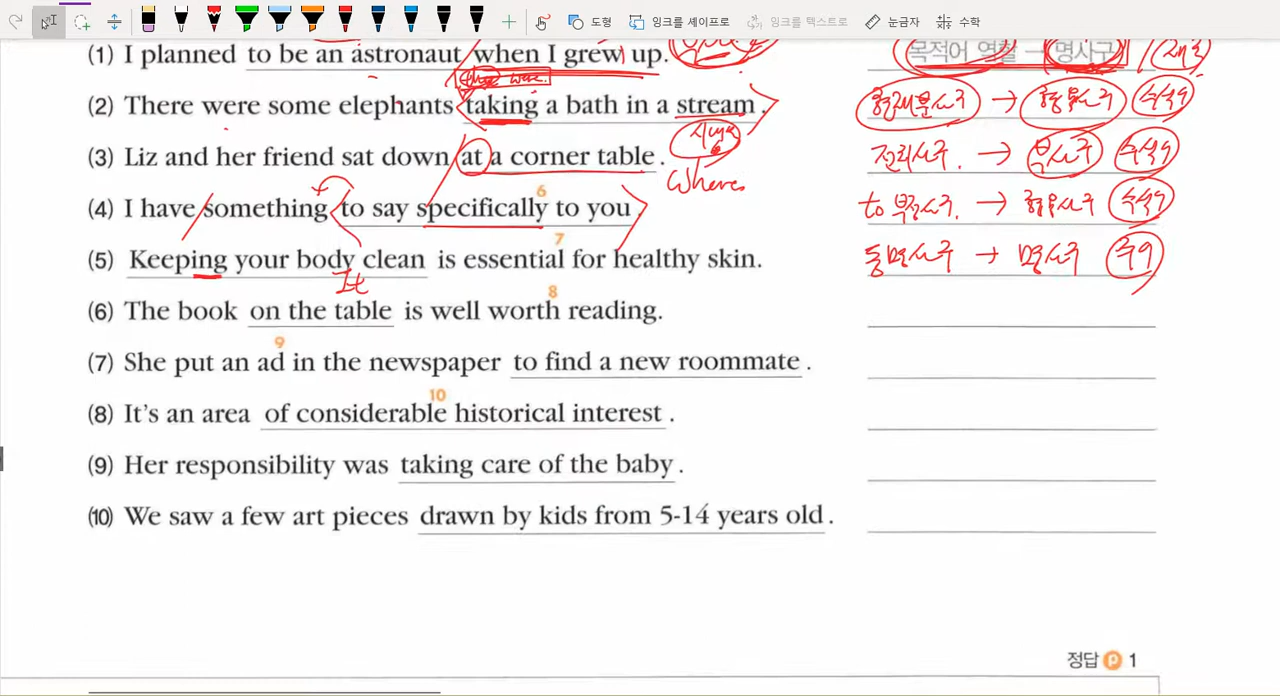 도형 잉크를 셰이프로 잉크를 텍스트로 눈금자 수학
(1) I planned to be an astronaut when I grew up. 목적어 역할 → 명사구
(2) There were some elephants taking a bath in a stream. → 형용사구 수식어
(3) Liz and her friend sat down at a corner table. 전치사구 → 부사구 수식어
where
6
(4) I have something to say specifically to you. to 부정사구 → 형용사구 수식어
7
(5) Keeping your body clean is essential for healthy skin. 동명사구 → 명사구 주어
It
8
(6) The book on the table is well worth reading.
9
(7) She put an ad in the newspaper to find a new roommate.
10
(8) It's an area of considerable historical interest.
(9) Her responsibility was taking care of the baby.
(10) We saw a few art pieces drawn by kids from 5-14 years old.
정답 P 1